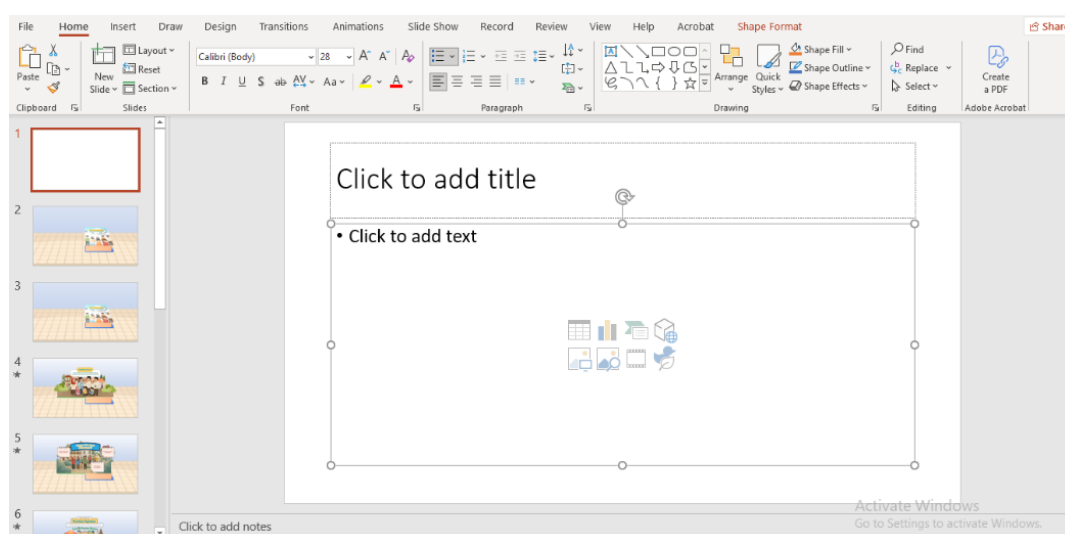 File Home Insert Draw Design Transitions Animations Slide Show Record Review View Help Acrobat Shape Format Share
Layout Calibri (Body) 28 A A A Shape Fill Find
Paste New Slide Reset Arrange Quick Styles Shape Outline Replace Create a PDF
Section B I U S ab AV Aa A Shape Effects Select
Clipboard Slides Font Paragraph Drawing Editing Adobe Acrobat
1
Click to add title
2
• Click to add text
3
4
5
6
Activate Windows
Click to add notes
Go to Settings to activate Windows.